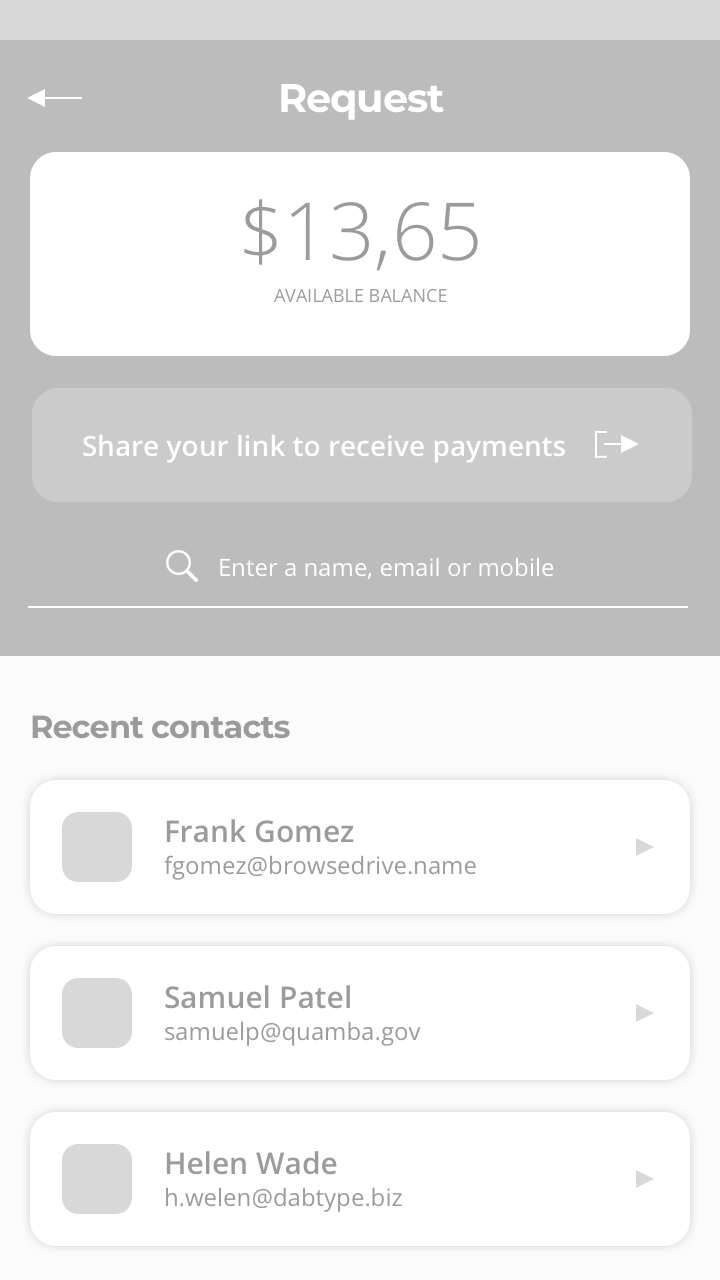 Request
$13,65
AVAILABLE BALANCE
Share your link to receive payments
Enter a name, email or mobile
Recent contacts
Frank Gomez
fgomez@browsedrive.name
Samuel Patel
samuelp@quamba.gov
Helen Wade
h.welen@dabtype.biz